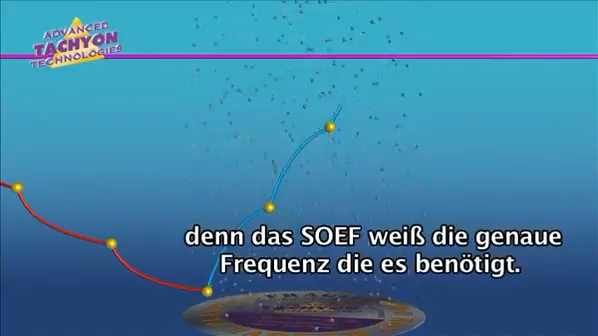 ADVANCED
TACHYON
TECHNOLOGIES
denn das SOEF weiß die genaue
Frequenz die es benötigt.